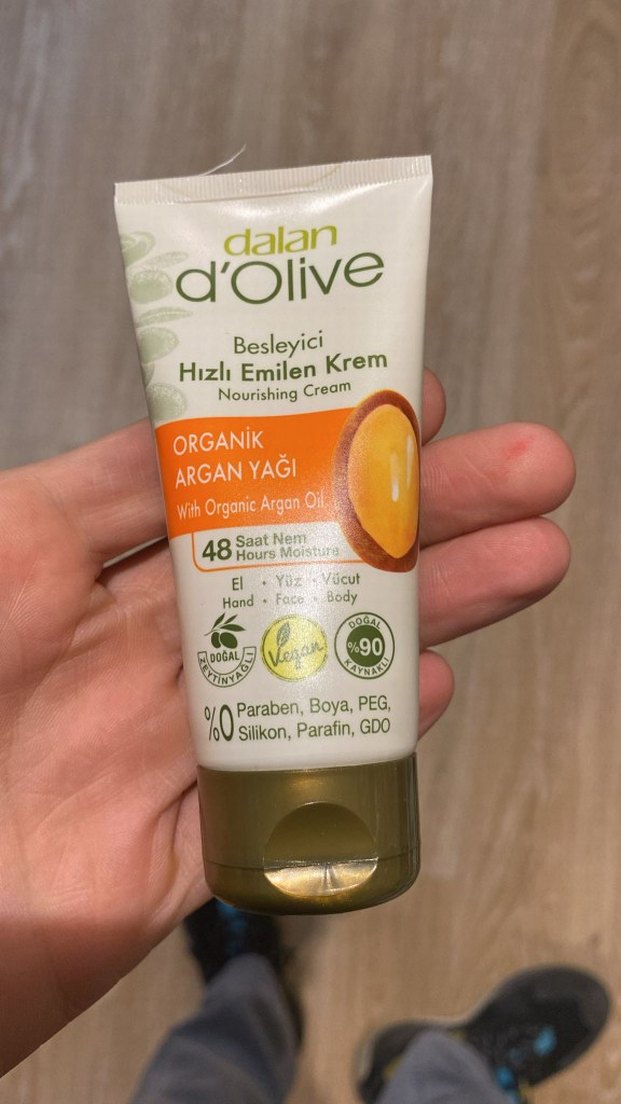 dalan
d'Olive
Besleyici
Hızlı Emilen Krem
Nourishing Cream
ORGANİK
ARGAN YAĞI
With Organic Argan Oil
48 Saat Nem
Hours Moisture
El • Yüz • Vücut
Hand • Face • Body
DOĞAL
ZEYTİNYAĞLI
Vegan
DOĞAL
%90
KAYNAKLI
%0 Paraben, Boya, PEG,
Silikon, Parafin, GDO